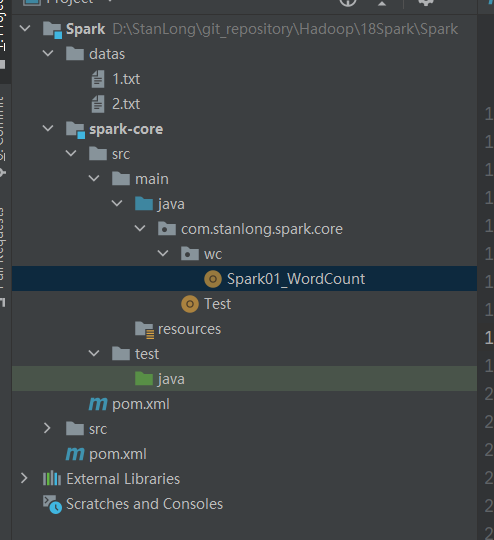 Project
Spark D:\StanLong\git_repository\Hadoop\18Spark\Spark
datas
1.txt
2.txt
spark-core
src
main
java
com.stanlong.spark.core
wc
Spark01_WordCount
Test
resources
test
java
pom.xml
src
pom.xml
External Libraries
Scratches and Consoles
Commit